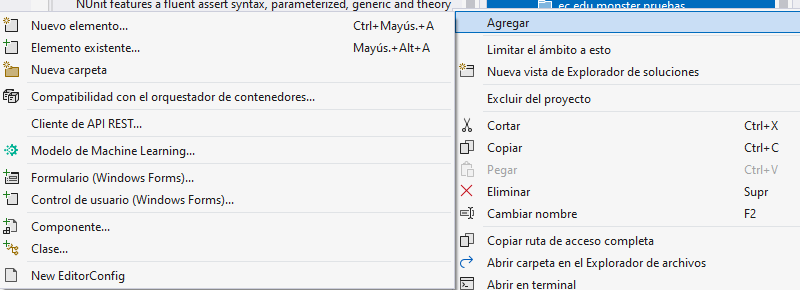 NUnit features a fluent assert syntax, parameterized, generic and theory
ec.edu.monster.pruebas
Nuevo elemento... Ctrl+Mayús.+A
Elemento existente... Mayús.+Alt+A
Nueva carpeta
Compatibilidad con el orquestador de contenedores...
Cliente de API REST...
Modelo de Machine Learning...
Formulario (Windows Forms)...
Control de usuario (Windows Forms)...
Componente...
Clase...
New EditorConfig
Agregar
Limitar el ámbito a esto
Nueva vista de Explorador de soluciones
Excluir del proyecto
Cortar Ctrl+X
Copiar Ctrl+C
Pegar Ctrl+V
Eliminar Supr
Cambiar nombre F2
Copiar ruta de acceso completa
Abrir carpeta en el Explorador de archivos
Abrir en terminal